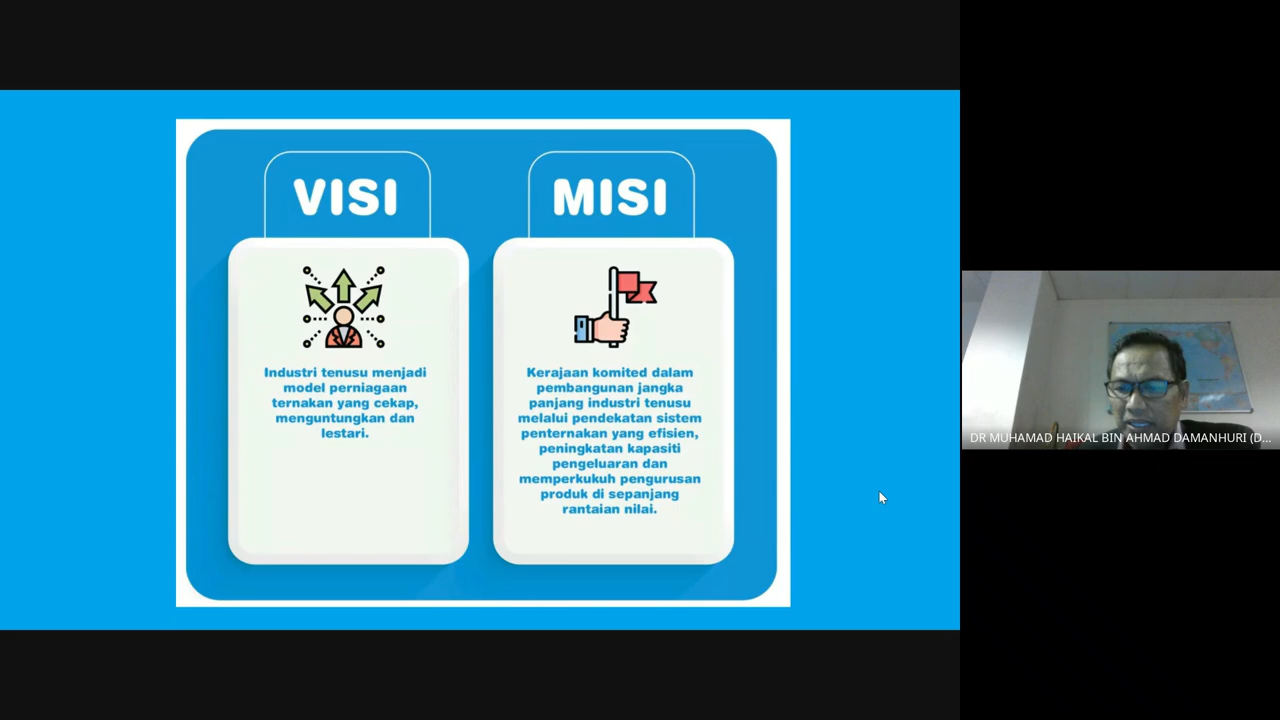 VISI
Industri tenusu menjadi
model perniagaan
ternakan yang cekap,
menguntungkan dan
lestari.
MISI
Kerajaan komited dalam
pembangunan jangka
panjang industri tenusu
melalui pendekatan sistem
penternakan yang efisien,
peningkatan kapasiti
pengeluaran dan
memperkukuh pengurusan
produk di sepanjang
rantaian nilai.
DR MUHAMAD HAIKAL BIN AHMAD DAMANHURI (D...